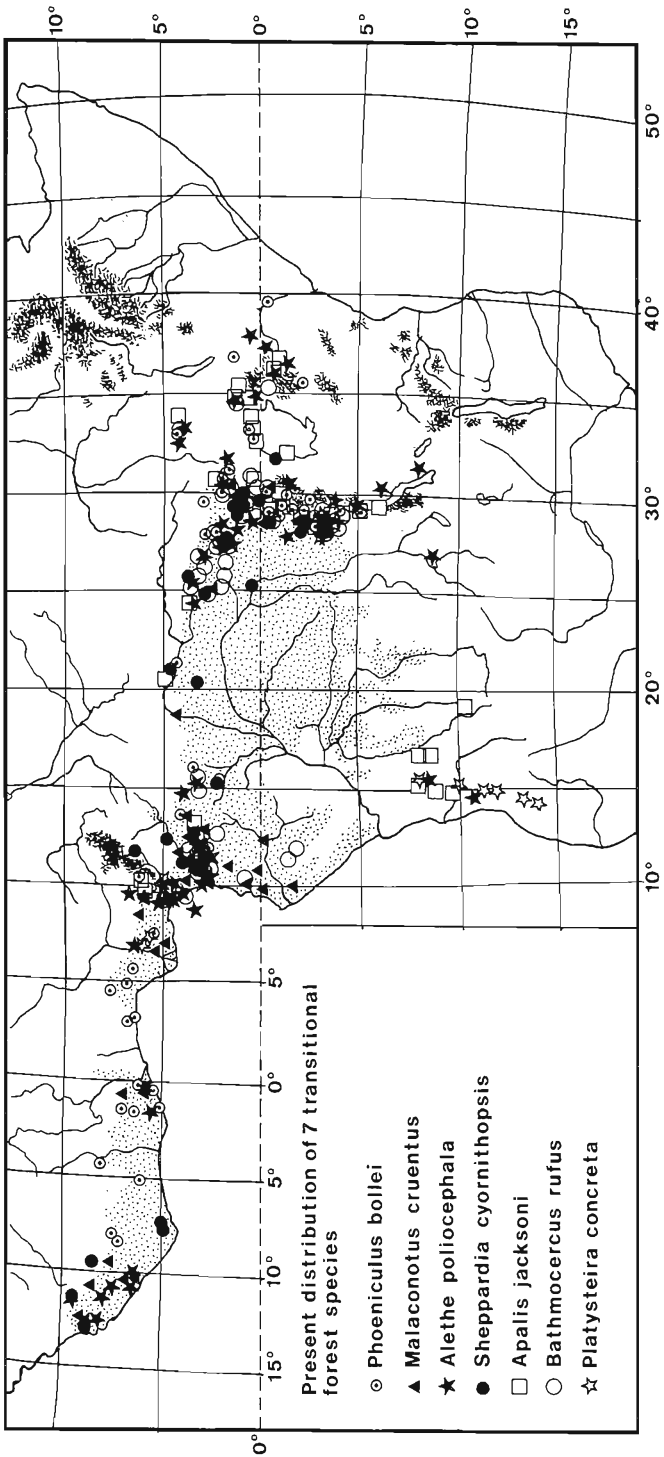 Present distribution of 7 transitional
forest species
Phoeniculus bollei
Malaconotus cruentus
Alethe poliocephala
Sheppardia cyornithopsis
Apalis jacksoni
Bathmocercus rufus
Platysteira concreta
10°
5°
0°
5°
10°
15°
50°
40°
30°
20°
10°
5°
0°
5°
10°
15°
0°